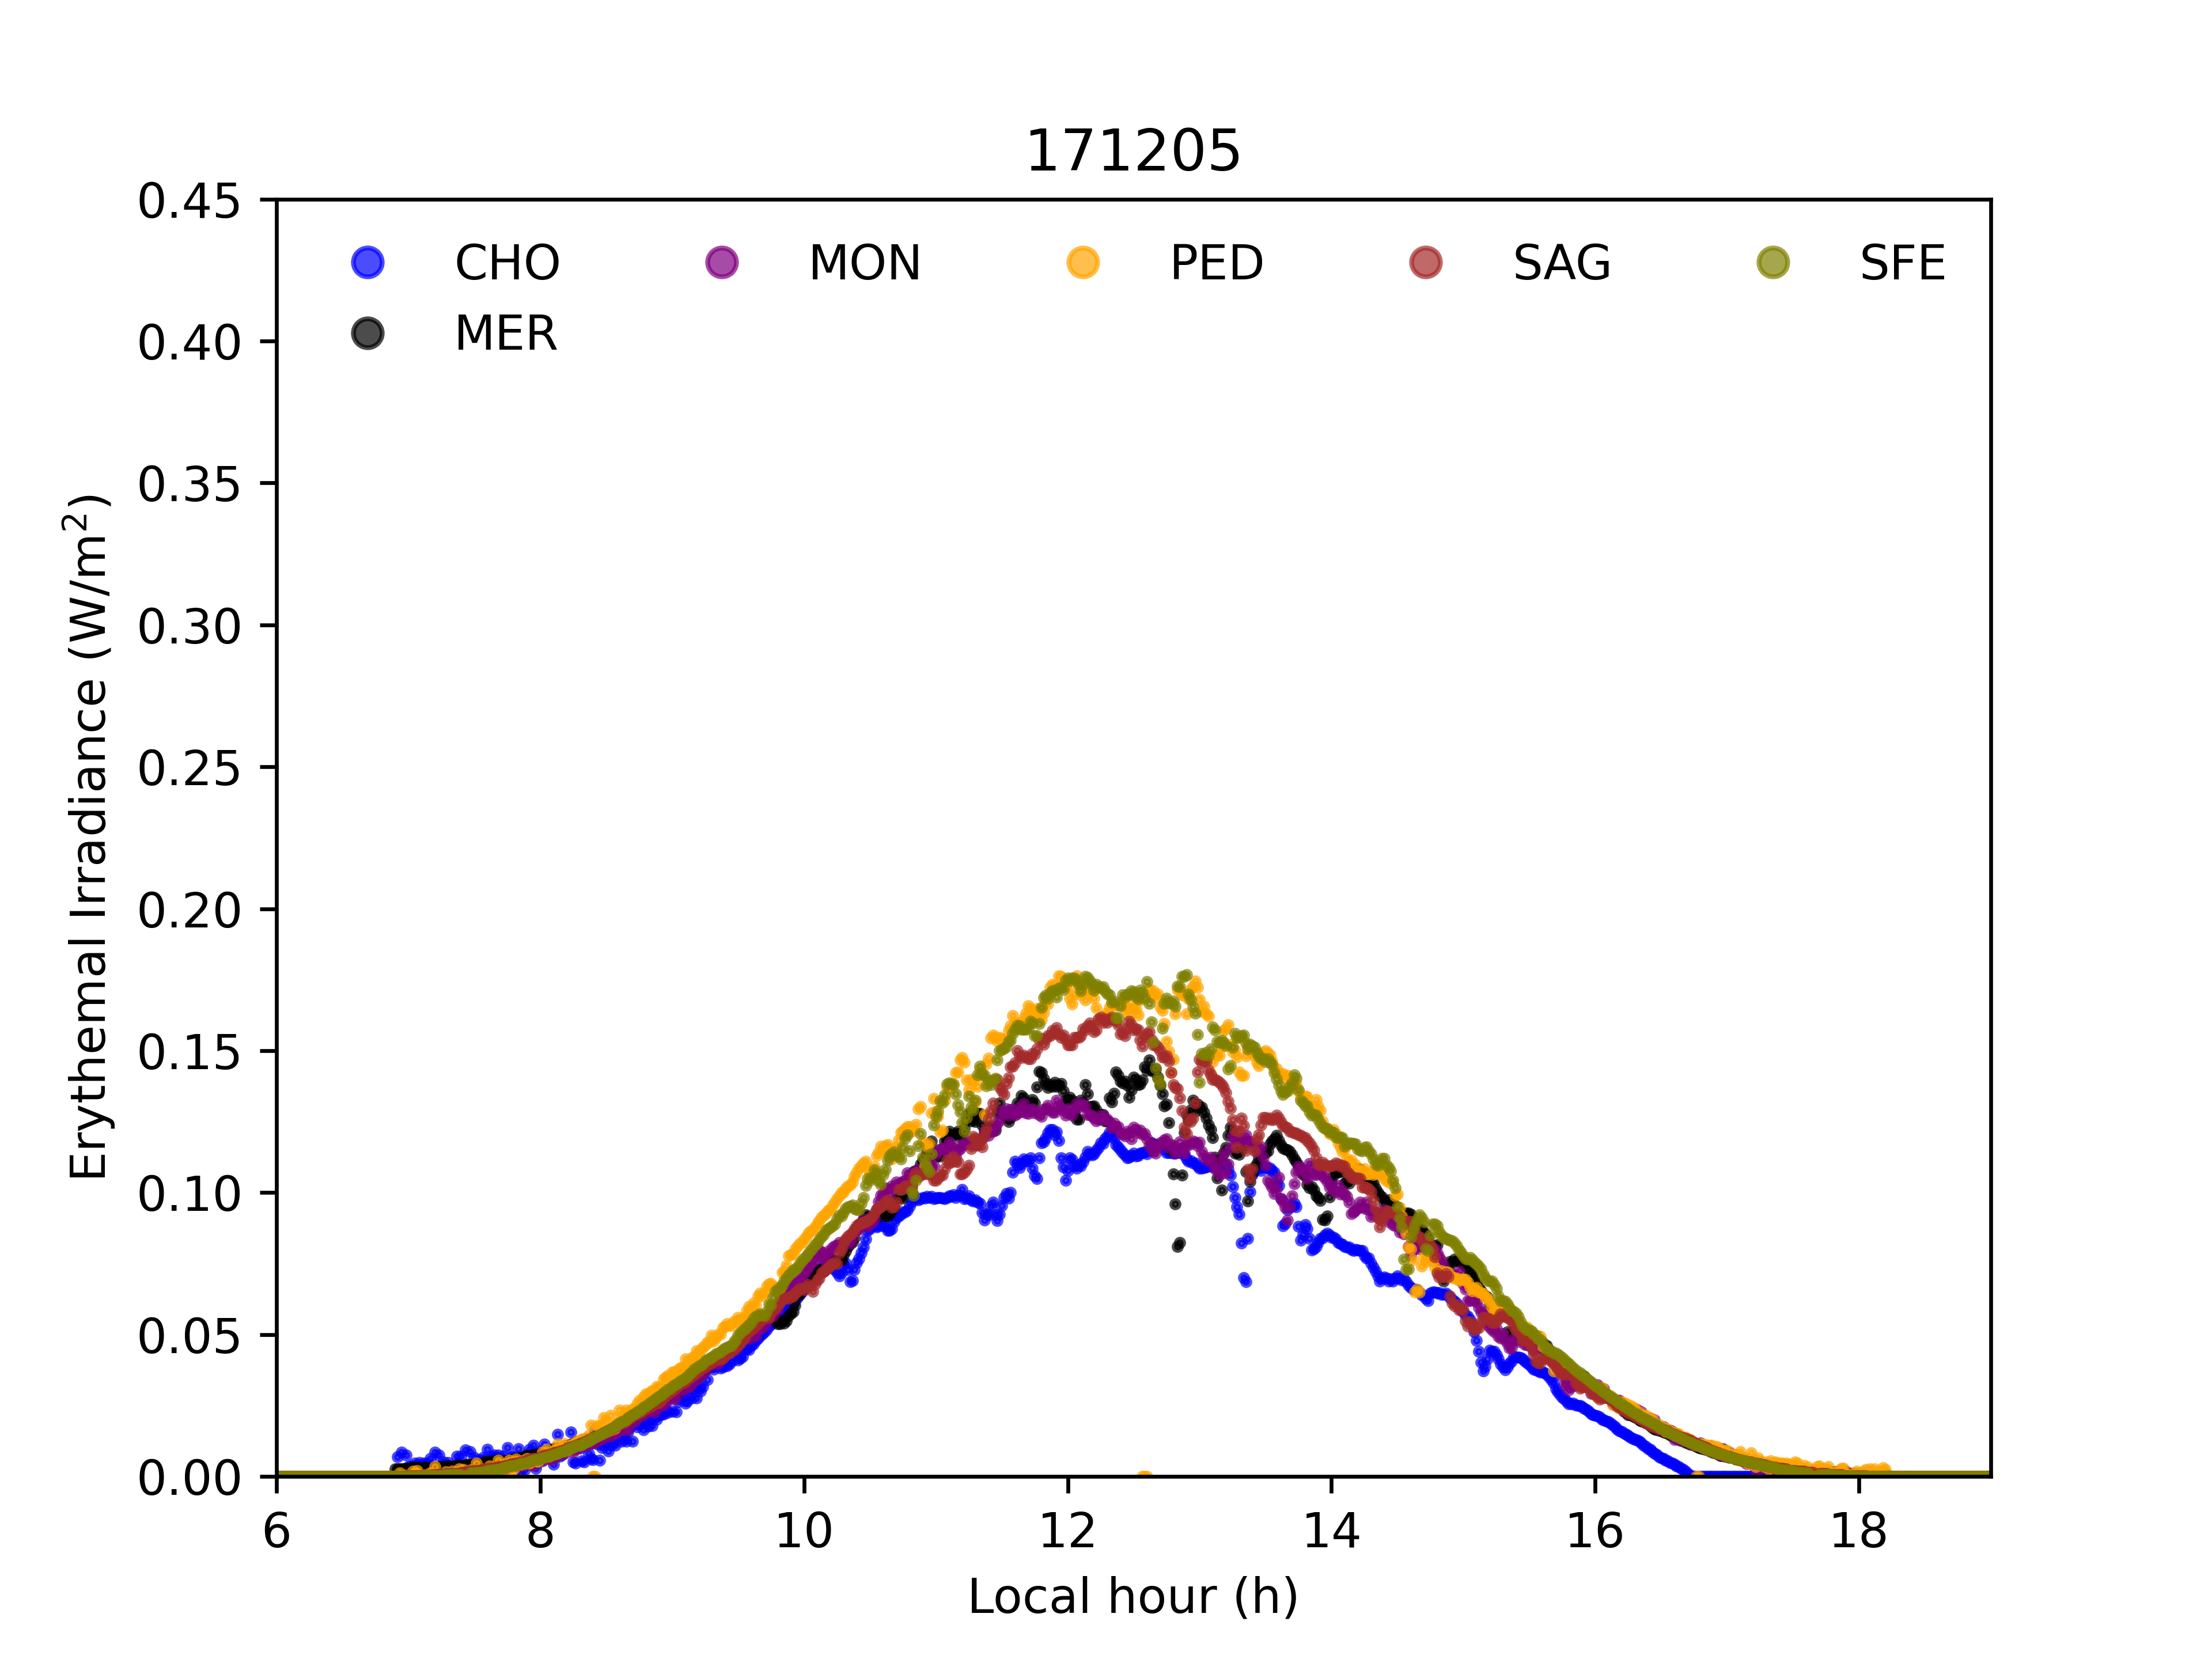 171205
CHO MON PED SAG SFE
MER
0.45
0.40
0.35
0.30
0.25
0.20
0.15
0.10
0.05
0.00
Erythemal Irradiance (W/m²)
6 8 10 12 14 16 18
Local hour (h)